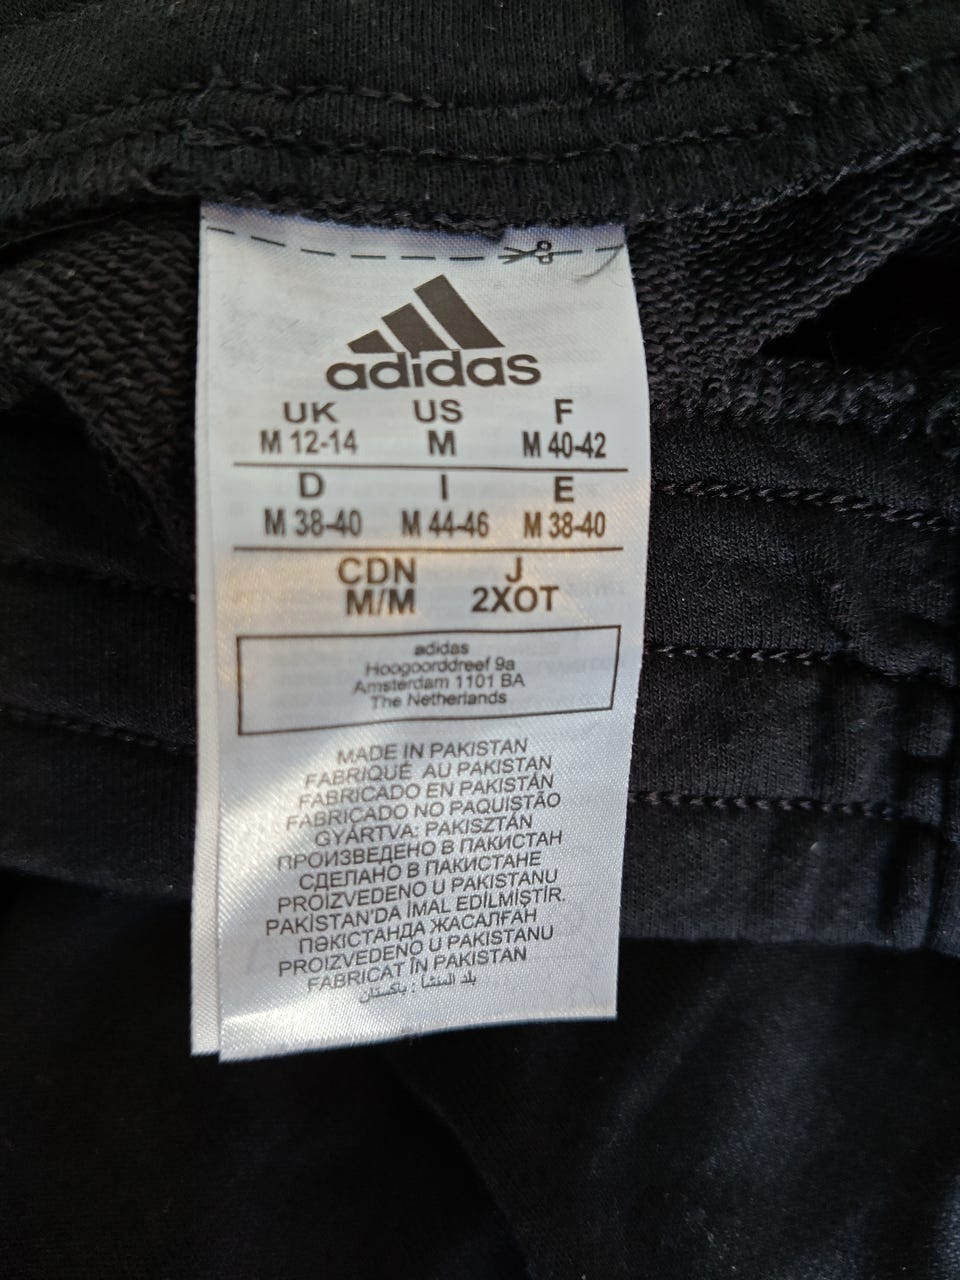 adidas
UK US F
M 12-14 M M 40-42
D I E
M 38-40 M 44-46 M 38-40
CDN J
M/M 2XOT
adidas
Hoogoorddreef 9a
Amsterdam 1101 BA
The Netherlands
MADE IN PAKISTAN
FABRIQUÉ AU PAKISTAN
FABRICADO EN PAKISTÁN
FABRICADO NO PAQUISTÃO
GYÁRTVA: PAKISZTÁN
ПРОИЗВЕДЕНО В ПАКИСТАН
СДЕЛАНО В ПАКИСТАНЕ
PROIZVEDENO U PAKISTANU
PAKİSTAN'DA İMAL EDİLMİŞTİR.
ПӘКІСТАНДА ЖАСАЛҒАН
PROIZVEDENO U PAKISTANU
FABRICAT ÎN PAKISTAN
بلد المنشأ : باكستان